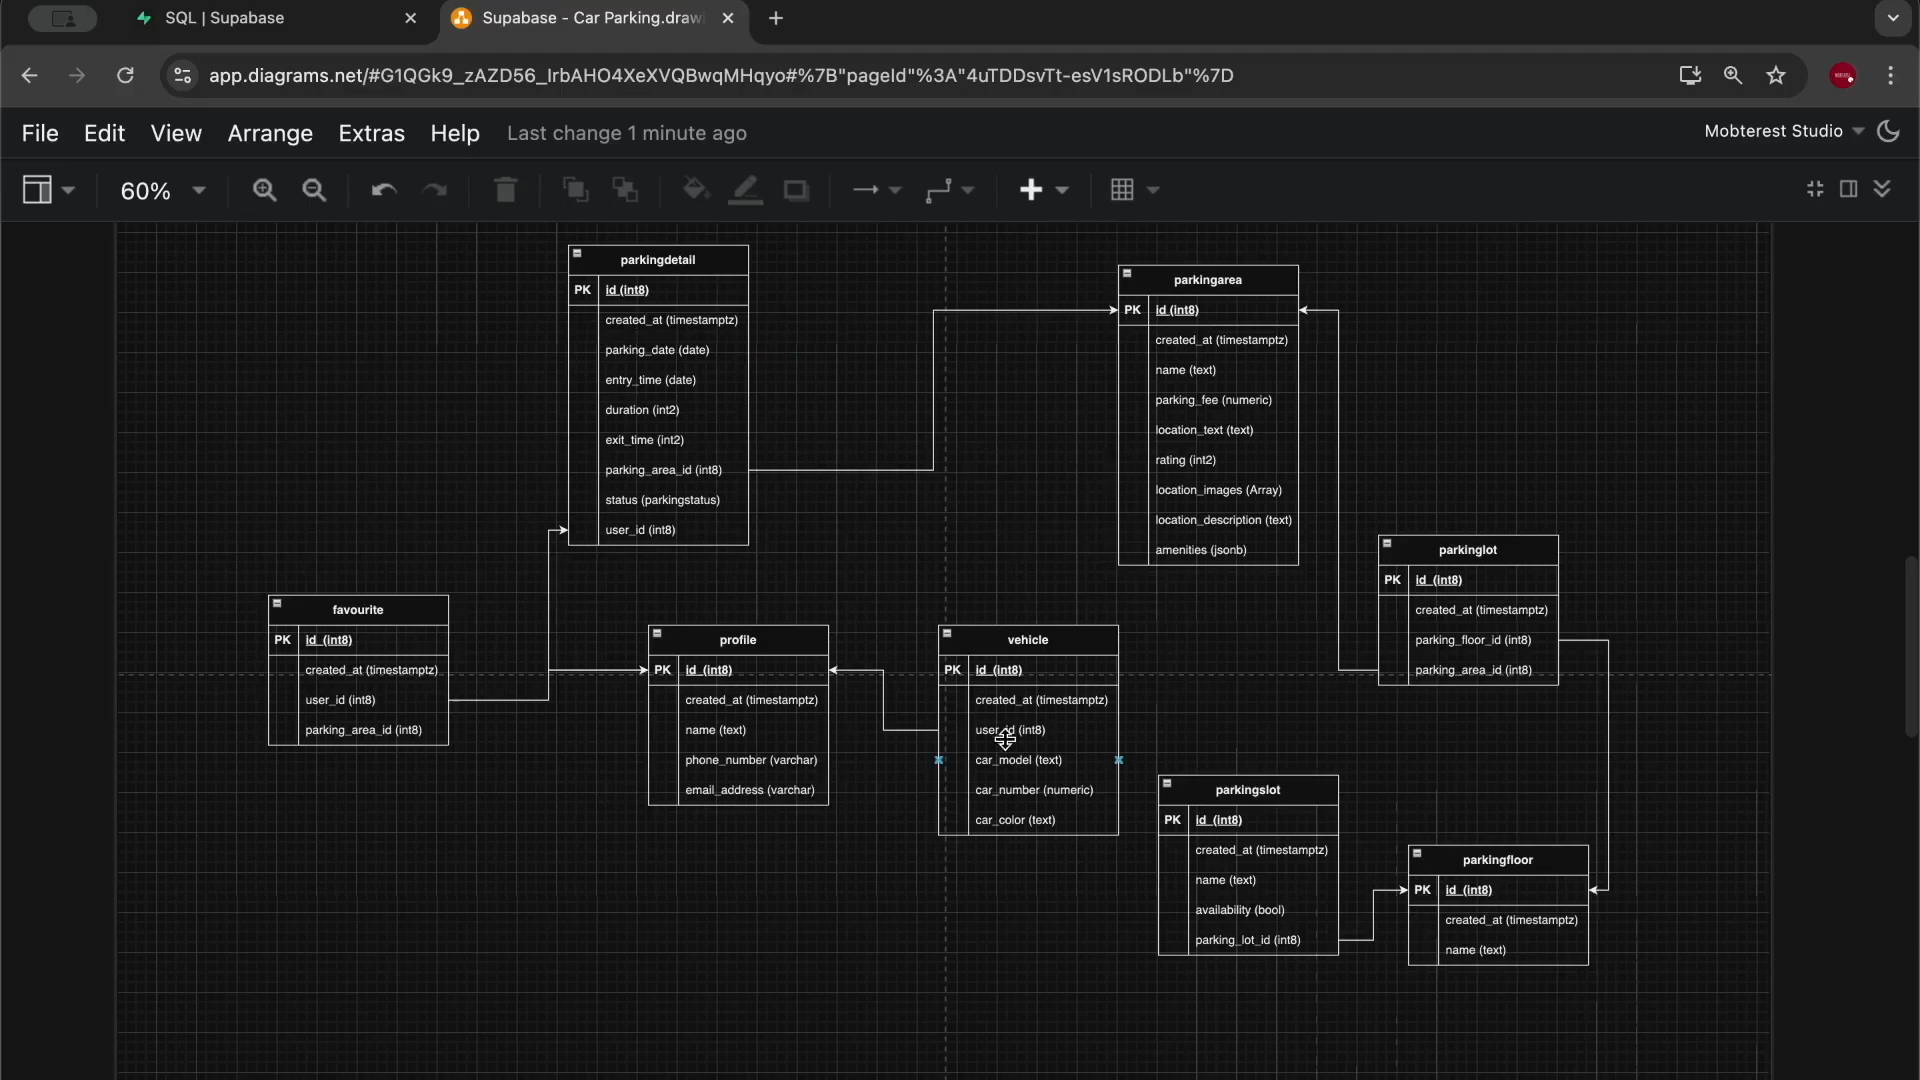 SQL | Supabase
Supabase - Car Parking.draw
app.diagrams.net/#G1QGk9_zAZD56_IrbAHO4XeXVQBwqMHqyo#%7B"pageId"%3A"4uTDDsvTt-esV1sRODLb"%7D
File Edit View Arrange Extras Help Last change 1 minute ago
Mobterest Studio
60%
parkingdetail
PK id (int8)
created_at (timestamptz)
parking_date (date)
entry_time (date)
duration (int2)
exit_time (int2)
parking_area_id (int8)
status (parkingstatus)
user_id (int8)
parkingarea
PK id (int8)
created_at (timestamptz)
name (text)
parking_fee (numeric)
location_text (text)
rating (int2)
location_images (Array)
location_description (text)
amenities (jsonb)
parkinglot
PK id (int8)
created_at (timestamptz)
parking_floor_id (int8)
parking_area_id (int8)
favourite
PK id (int8)
created_at (timestamptz)
user_id (int8)
parking_area_id (int8)
profile
PK id (int8)
created_at (timestamptz)
name (text)
phone_number (varchar)
email_address (varchar)
vehicle
PK id (int8)
created_at (timestamptz)
user_id (int8)
car_model (text)
car_number (numeric)
car_color (text)
parkingslot
PK id (int8)
created_at (timestamptz)
name (text)
availability (bool)
parking_lot_id (int8)
parkingfloor
PK id (int8)
created_at (timestamptz)
name (text)